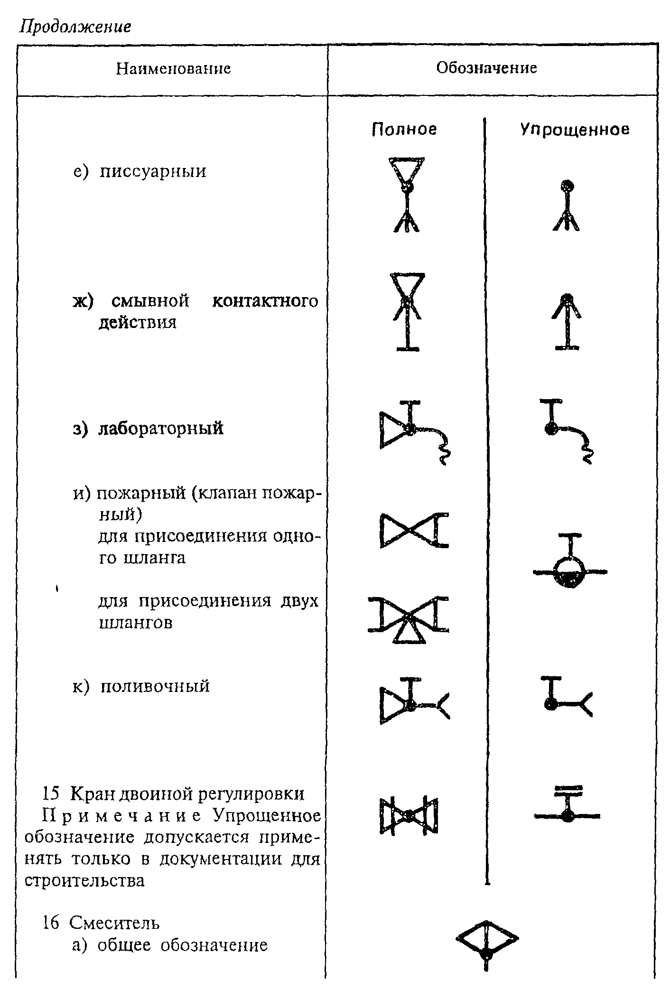 Продолжение
Наименование
Обозначение
Полное
Упрощенное
е) писсуарныи
ж) смывной контактного
действия
з) лабораторный
и) пожарный (клапан пожар-
ный)
для присоединения одно-
го шланга
для присоединения двух
шлангов
к) поливочный
15 Кран двоиной регулировки
Примечание Упрощенное
обозначение допускается приме-
нять только в документации для
строительства
16 Смеситель
а) общее обозначение